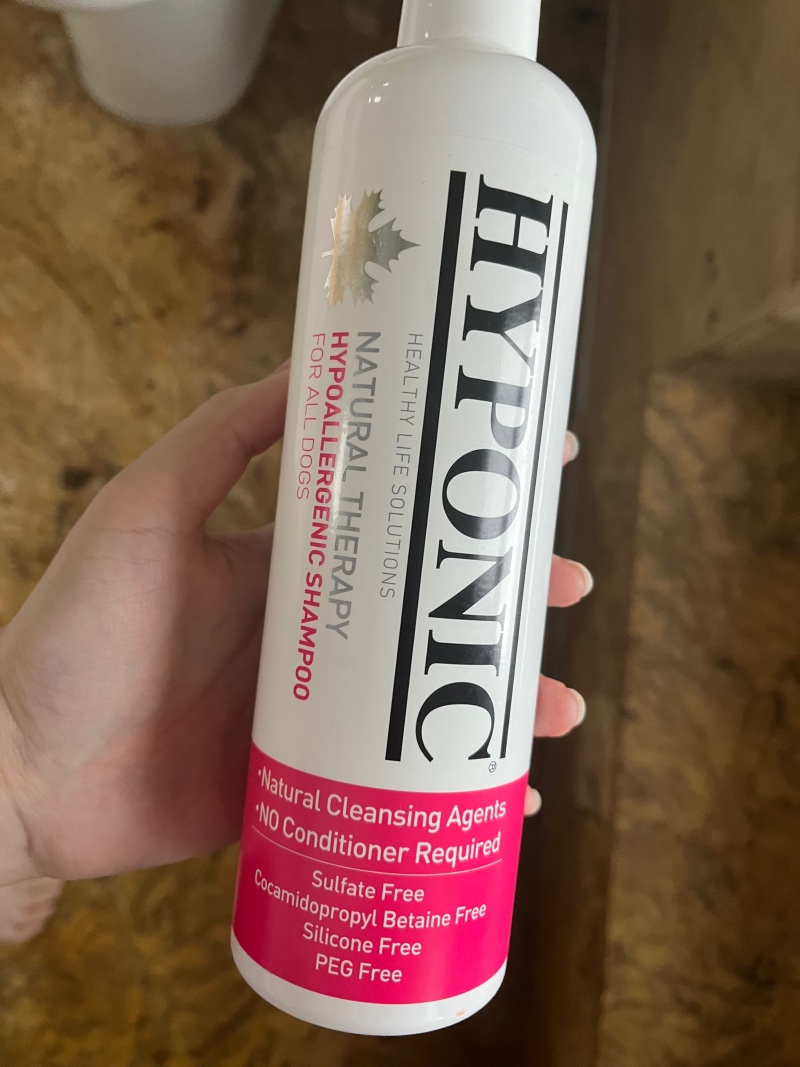 HYPONIC®
HEALTHY LIFE SOLUTIONS
NATURAL THERAPY
HYPOALLERGENIC SHAMPOO
FOR ALL DOGS
•Natural Cleansing Agents
•NO Conditioner Required
Sulfate Free
Cocamidopropyl Betaine Free
Silicone Free
PEG Free